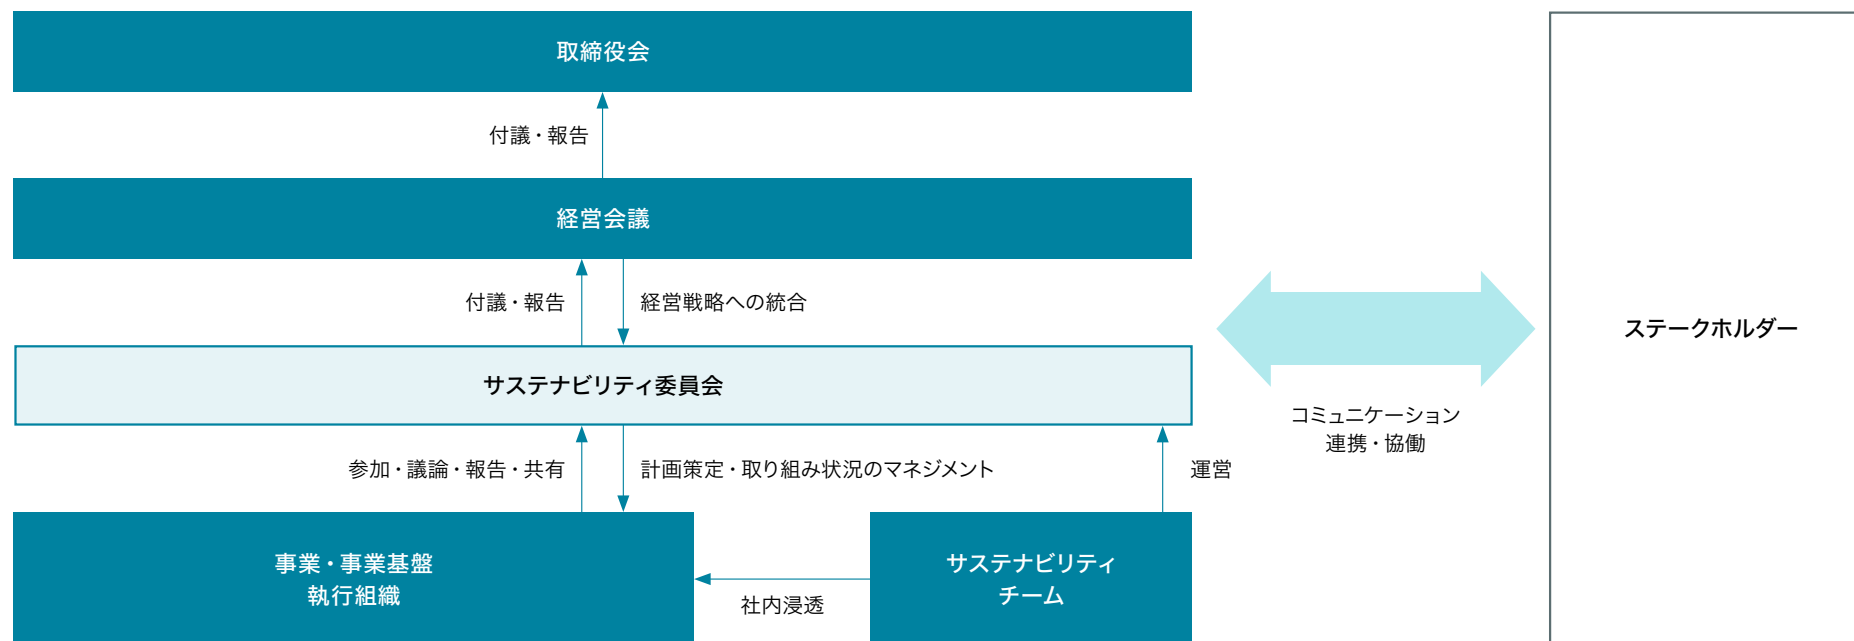 取締役会
付議・報告
経営会議
付議・報告
経営戦略への統合
サステナビリティ委員会
参加・議論・報告・共有
計画策定・取り組み状況のマネジメント
運営
事業・事業基盤
執行組織
社内浸透
サステナビリティ
チーム
コミュニケーション
連携・協働
ステークホルダー